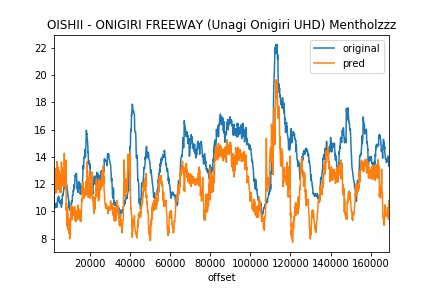 OISHII - ONIGIRI FREEWAY (Unagi Onigiri UHD) Mentholzzz
22
20
18
16
14
12
10
8
original
pred
20000 40000 60000 80000 100000 120000 140000 160000
offset